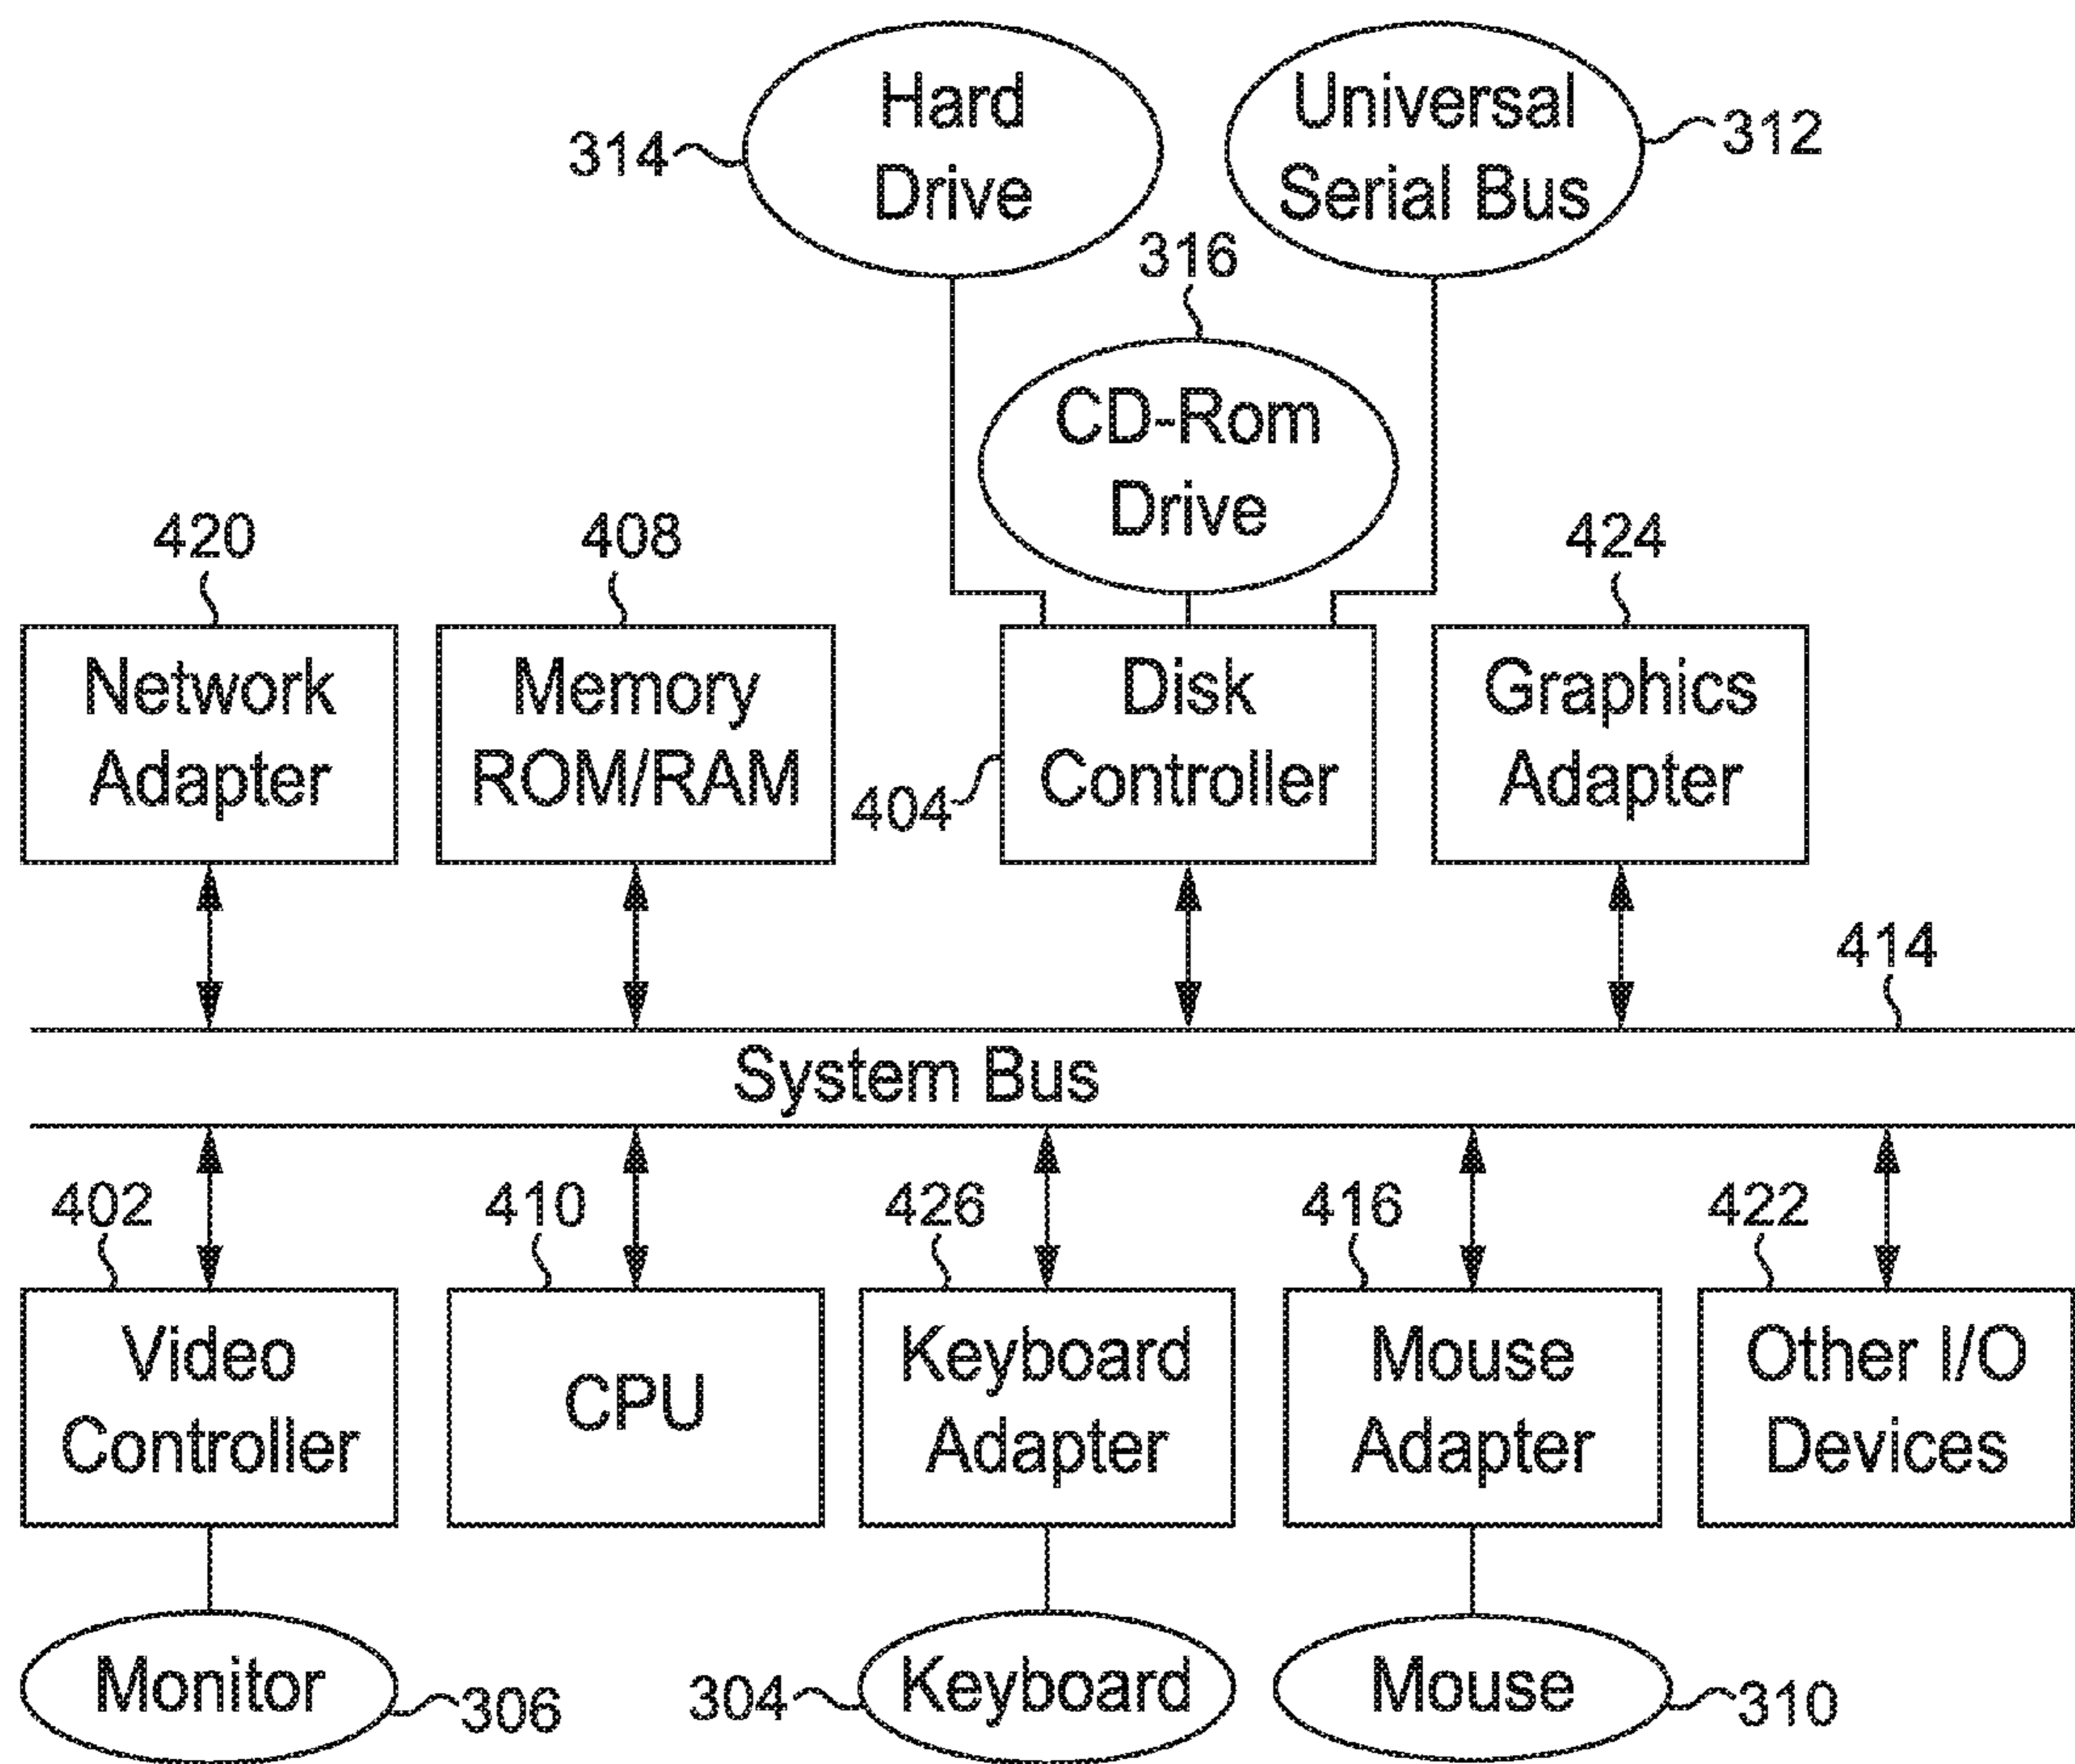 Hard
Drive
314
Universal
Serial Bus
312
316
CD-Rom
Drive
420
408
424
Network
Adapter
Memory
ROM/RAM
Disk
Controller
404
Graphics
Adapter
414
System Bus
402
410
426
416
422
Video
Controller
CPU
Keyboard
Adapter
Mouse
Adapter
Other I/O
Devices
Monitor
306
304
Keyboard
Mouse
310